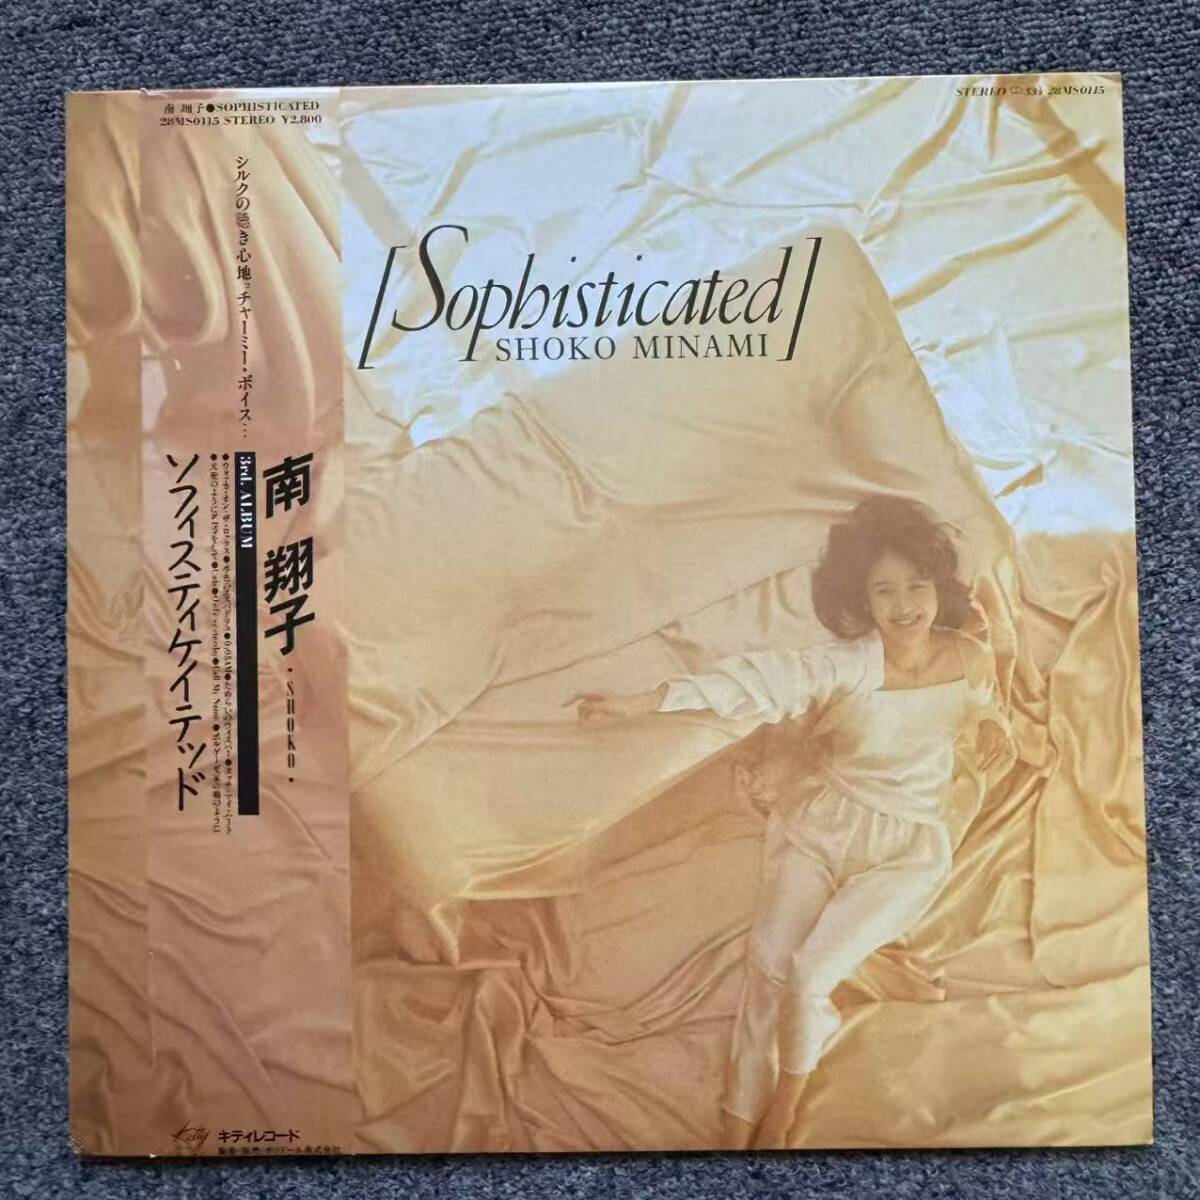 南 翔子●SOPHISTICATED
28MS0115 STEREO ¥2,800
シルクの聴き心地。チャーミー・ボイス…
南 翔子
・SHOKO・
3rd. ALBUM
ソフィスティケイテッド
Kitty キティレコード
STEREO 33⅓ 28MS0115
[Sophisticated]
SHOKO MINAMI